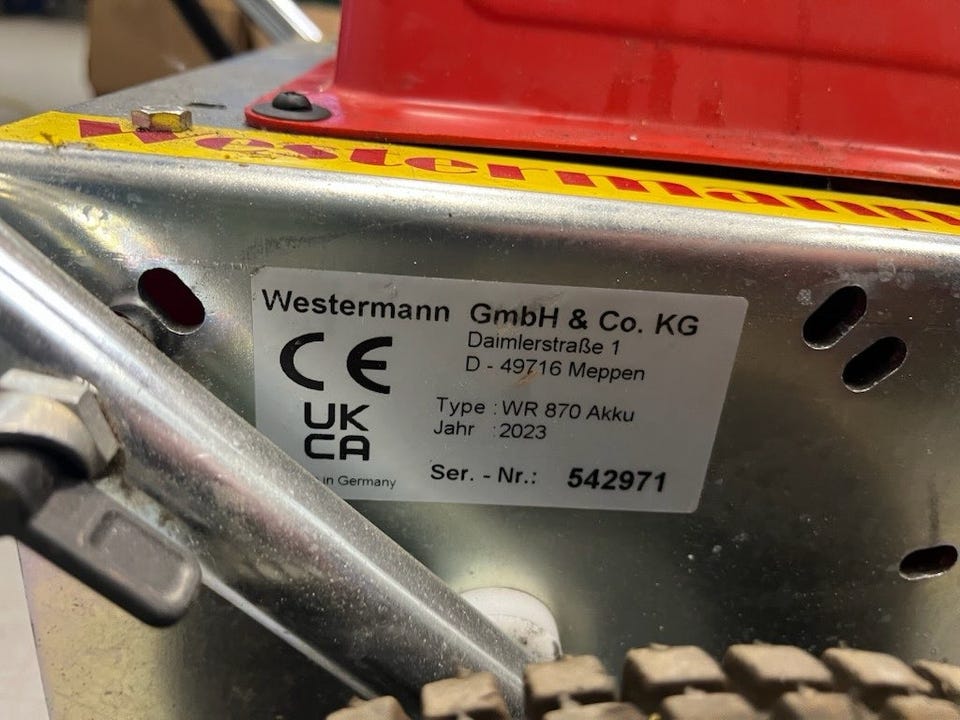 Westermann
Westermann GmbH & Co. KG
Daimlerstraße 1
D - 49716 Meppen
CE
UK
CA
Type : WR 870 Akku
Jahr : 2023
Ser. - Nr.: 542971
in Germany